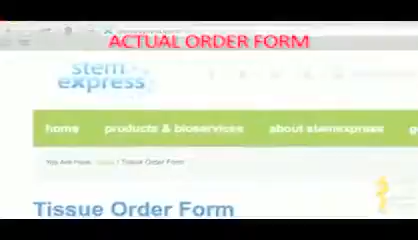 ACTUAL ORDER FORM
stem
express
home products & bioservices about stemexpress g
You Are Here: / Tissue Order Form
Tissue Order Form